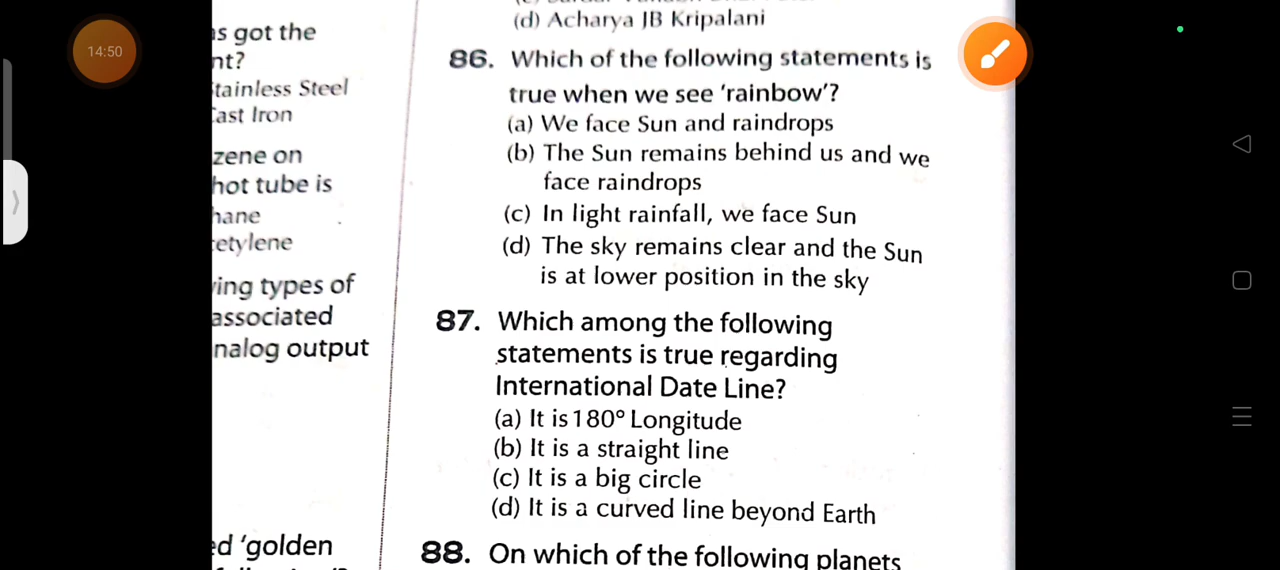 14:50
as got the
nt?
tainless Steel
Cast Iron
zene on
hot tube is
hane
cetylene
ving types of
associated
nalog output
ed ‘golden
(d) Acharya JB Kripalani
86. Which of the following statements is
true when we see ‘rainbow’?
(a) We face Sun and raindrops
(b) The Sun remains behind us and we
face raindrops
(c) In light rainfall, we face Sun
(d) The sky remains clear and the Sun
is at lower position in the sky
87. Which among the following
statements is true regarding
International Date Line?
(a) It is 180° Longitude
(b) It is a straight line
(c) It is a big circle
(d) It is a curved line beyond Earth
88. On which of the following planets